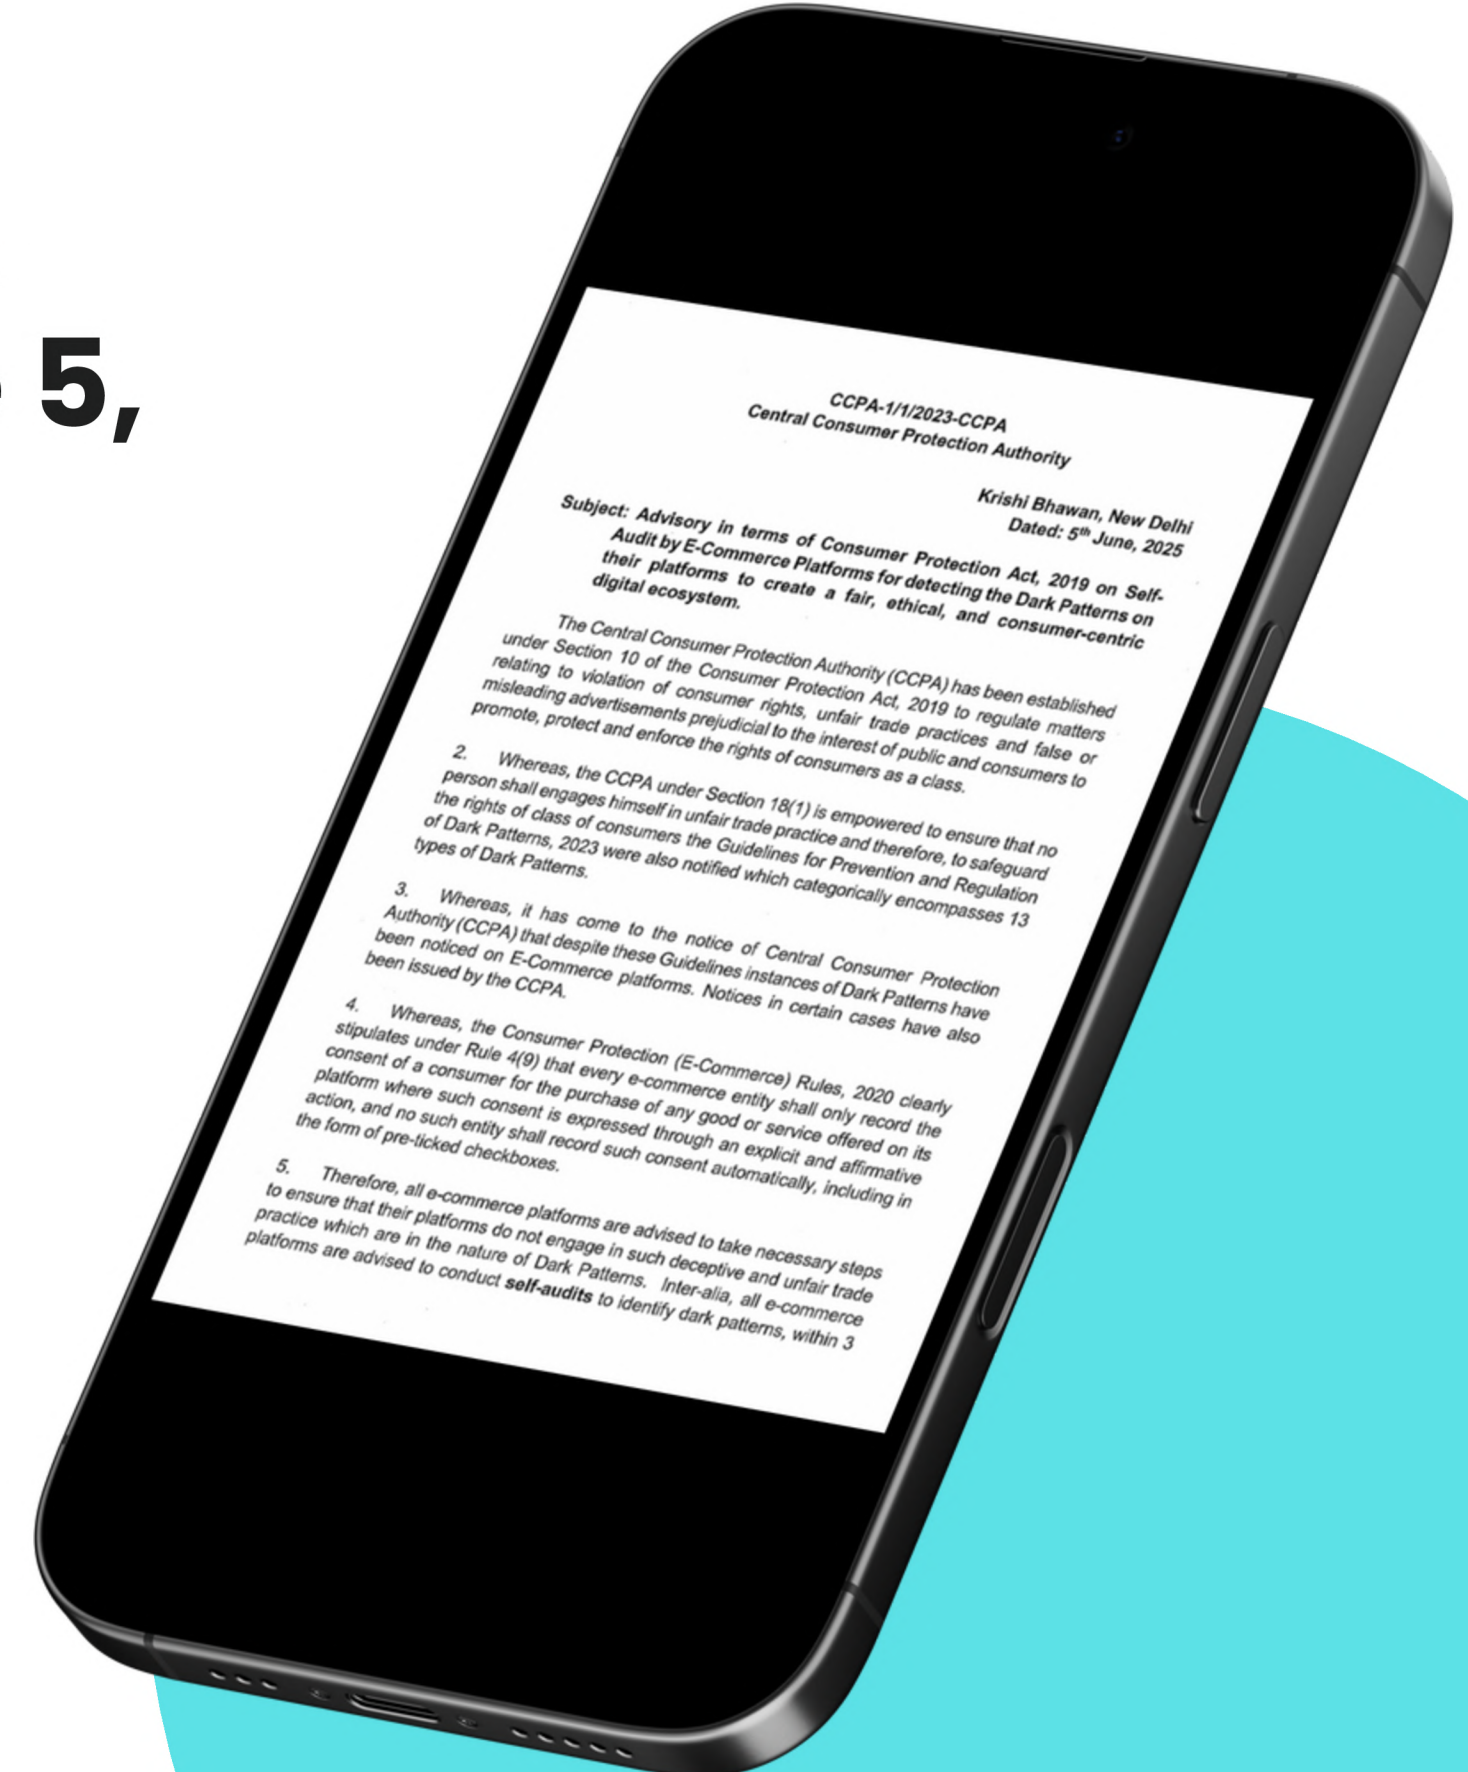 5,
CCPA-1/1/2023-CCPA
Central Consumer Protection Authority
Krishi Bhawan, New Delhi
Dated: 5th June, 2025
Subject: Advisory in terms of Consumer Protection Act, 2019 on Self-
Audit by E-Commerce Platforms for detecting the Dark Patterns on
their platforms to create a fair, ethical, and consumer-centric
digital ecosystem.
The Central Consumer Protection Authority (CCPA) has been established
under Section 10 of the Consumer Protection Act, 2019 to regulate matters
relating to violation of consumer rights, unfair trade practices and false or
misleading advertisements prejudicial to the interest of public and consumers to
promote, protect and enforce the rights of consumers as a class.
2. Whereas, the CCPA under Section 18(1) is empowered to ensure that no
person shall engages himself in unfair trade practice and therefore, to safeguard
the rights of class of consumers the Guidelines for Prevention and Regulation
of Dark Patterns, 2023 were also notified which categorically encompasses 13
types of Dark Patterns.
3. Whereas, it has come to the notice of Central Consumer Protection
Authority (CCPA) that despite these Guidelines instances of Dark Patterns have
been noticed on E-Commerce platforms. Notices in certain cases have also
been issued by the CCPA.
4. Whereas, the Consumer Protection (E-Commerce) Rules, 2020 clearly
stipulates under Rule 4(9) that every e-commerce entity shall only record the
consent of a consumer for the purchase of any good or service offered on its
platform where such consent is expressed through an explicit and affirmative
action, and no such entity shall record such consent automatically, including in
the form of pre-ticked checkboxes.
5. Therefore, all e-commerce platforms are advised to take necessary steps
to ensure that their platforms do not engage in such deceptive and unfair trade
practice which are in the nature of Dark Patterns. Inter-alia, all e-commerce
platforms are advised to conduct self-audits to identify dark patterns, within 3